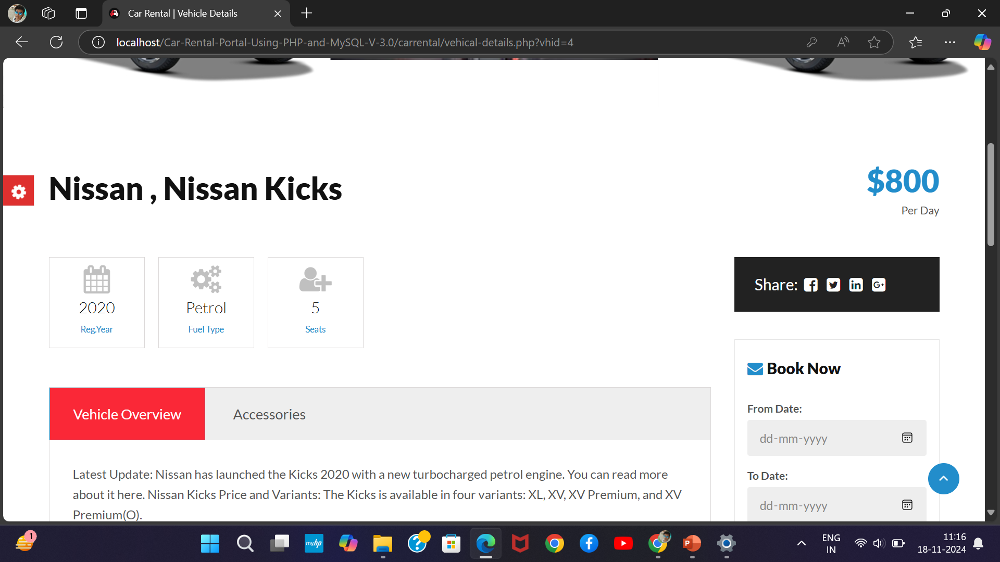 Car Rental | Vehicle Details
localhost/Car-Rental-Portal-Using-PHP-and-MySQL-V-3.0/carrental/vehical-details.php?vhid=4
Nissan , Nissan Kicks
$800
Per Day
2020
Reg.Year
Petrol
Fuel Type
5
Seats
Share:
Book Now
From Date:
dd-mm-yyyy
To Date:
dd-mm-yyyy
Vehicle Overview
Accessories
Latest Update: Nissan has launched the Kicks 2020 with a new turbocharged petrol engine. You can read more
about it here. Nissan Kicks Price and Variants: The Kicks is available in four variants: XL, XV, XV Premium, and XV
Premium(O).
1
myhp
ENG
IN
11:16
18-11-2024